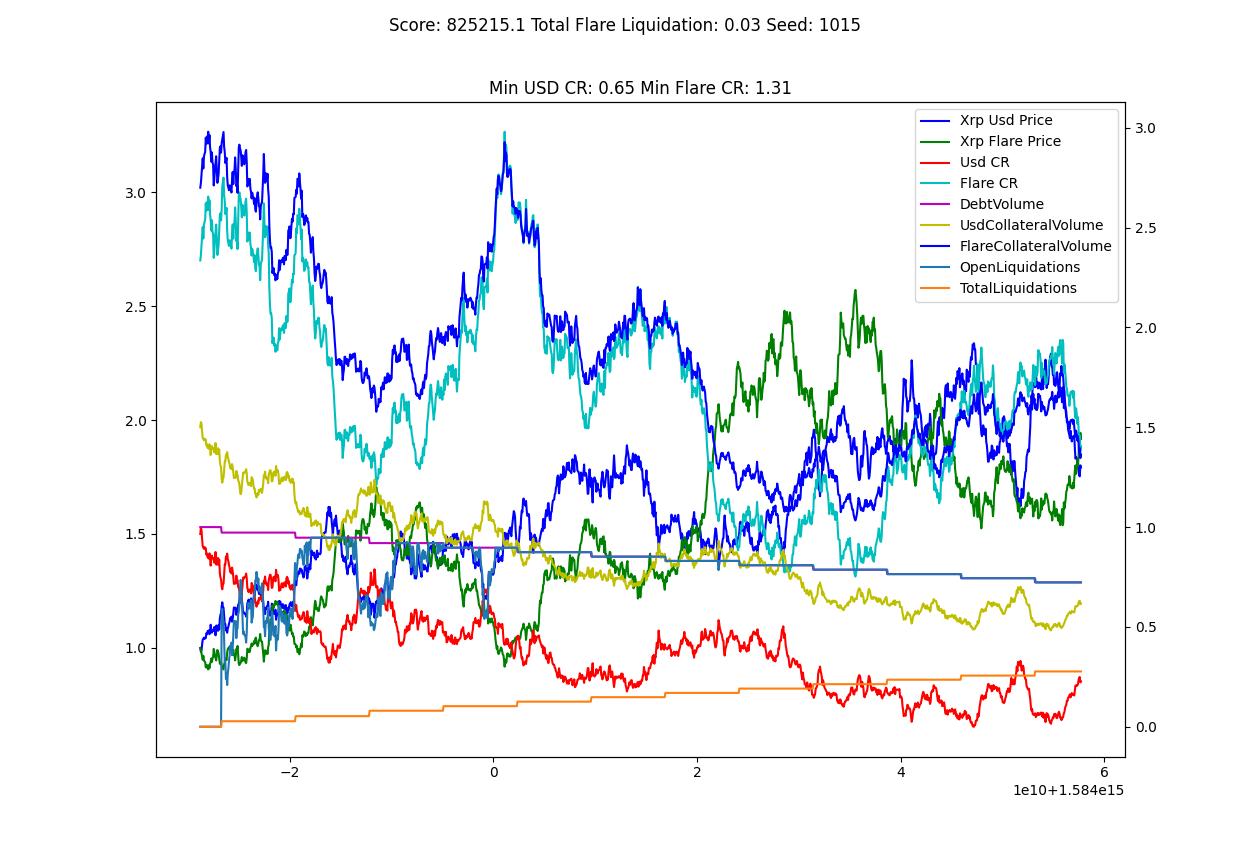 Score: 825215.1 Total Flare Liquidation: 0.03 Seed: 1015
Min USD CR: 0.65 Min Flare CR: 1.31
Xrp Usd Price
Xrp Flare Price
Usd CR
Flare CR
DebtVolume
UsdCollateralVolume
FlareCollateralVolume
OpenLiquidations
TotalLiquidations
3.0
2.5
2.0
1.5
1.0
3.0
2.5
2.0
1.5
1.0
0.5
0.0
−2
0
2
4
6
1e10+1.584e15